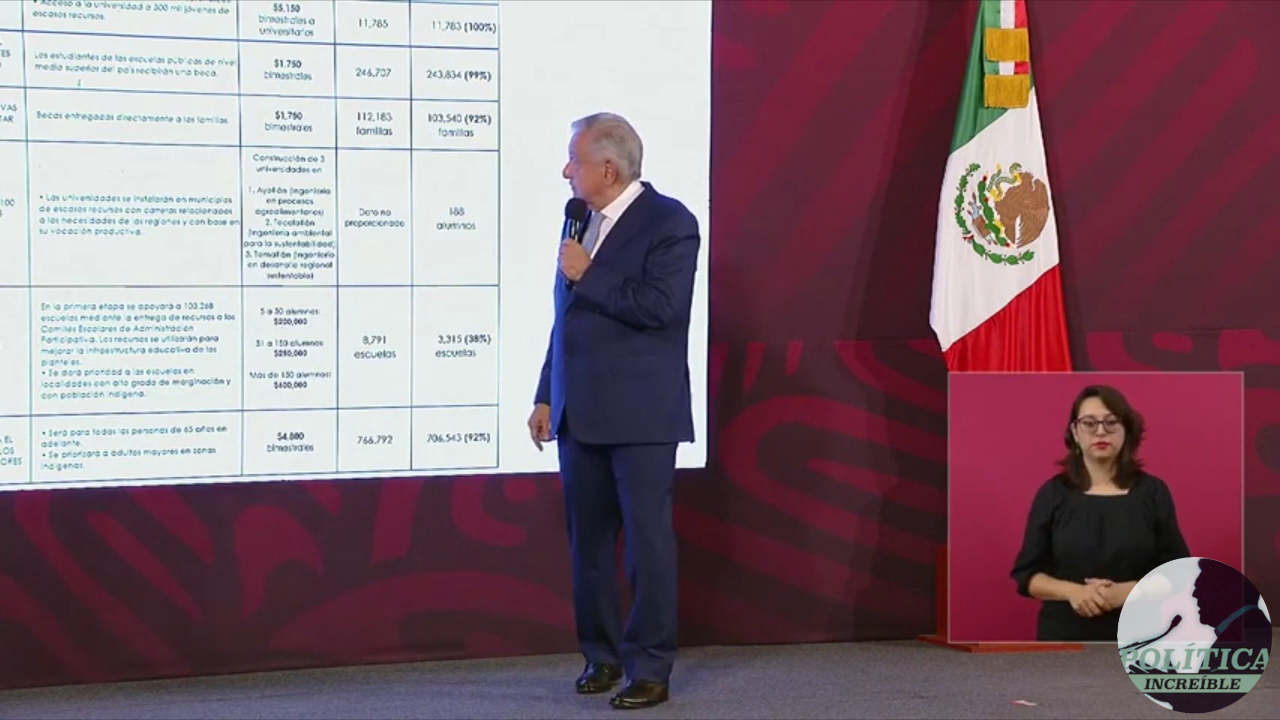 • Acceso a la universidad a 300 mil jóvenes de
escasos recursos.
$5,150
bimestrales a
universitarios
11,785
11,783 (100%)
Los estudiantes de las escuelas públicas de nivel
medio superior del país recibirán una beca.
$1,750
bimestrales
246,707
243,834 (99%)
Becas entregadas directamente a las familias.
$1,750
bimestrales
112,183
familias
103,540 (92%)
familias
100
• Las universidades se instalarán en municipios
de escasos recursos con carreras relacionadas
a las necesidades de las regiones y con base en
su vocación productiva.
Construcción de 3
universidades en
1. Ayotlán (Ingeniería
en procesos
agroalimentarios)
2.
(Ingeniería ambiental
para la sustentabilidad)
3. Tomatlán (Ingeniería
en desarrollo regional
sustentable)
Dato no
proporcionado
188
alumnos
En la primera etapa se apoyará a 103,268
escuelas mediante la entrega de recursos a los
Comités Escolares de Administración
Participativa. Los recursos se utilizarán para
mejorar la infraestructura educativa de los
planteles.
• Se dará prioridad a las escuelas en
localidades con alto grado de marginación y
con población indígena.
5 a 50 alumnos:
$200,000
51 a 150 alumnos:
$250,000
Más de 150 alumnos:
8,791
escuelas
3,315 (38%)
escuelas
EL
LOS
ORES
• Será para todas las personas de 65 años en
adelante.
• Se priorizará a adultos mayores en zonas
indígenas.
$4,800
bimestrales
766,792
706,543 (92%)
POLÍTICA
INCREÍBLE